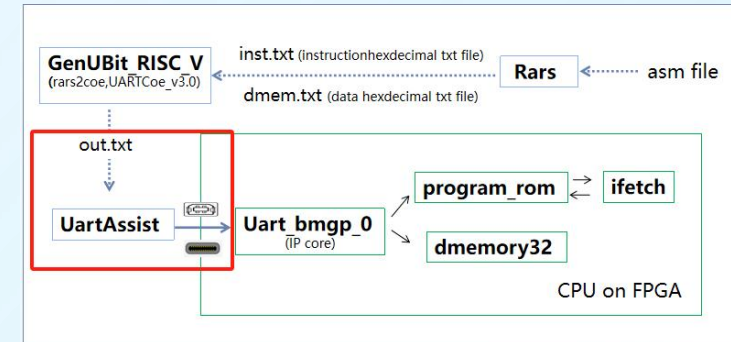 GenUBit_RISC_V
(rars2coe,UARTCoe_v3.0)
inst.txt (instructionhexdecimal txt file)
dmem.txt (data hexdecimal txt file)
Rars
asm file
out.txt
UartAssist
Uart_bmgp_0
(IP core)
program_rom
ifetch
dmemory32
CPU on FPGA